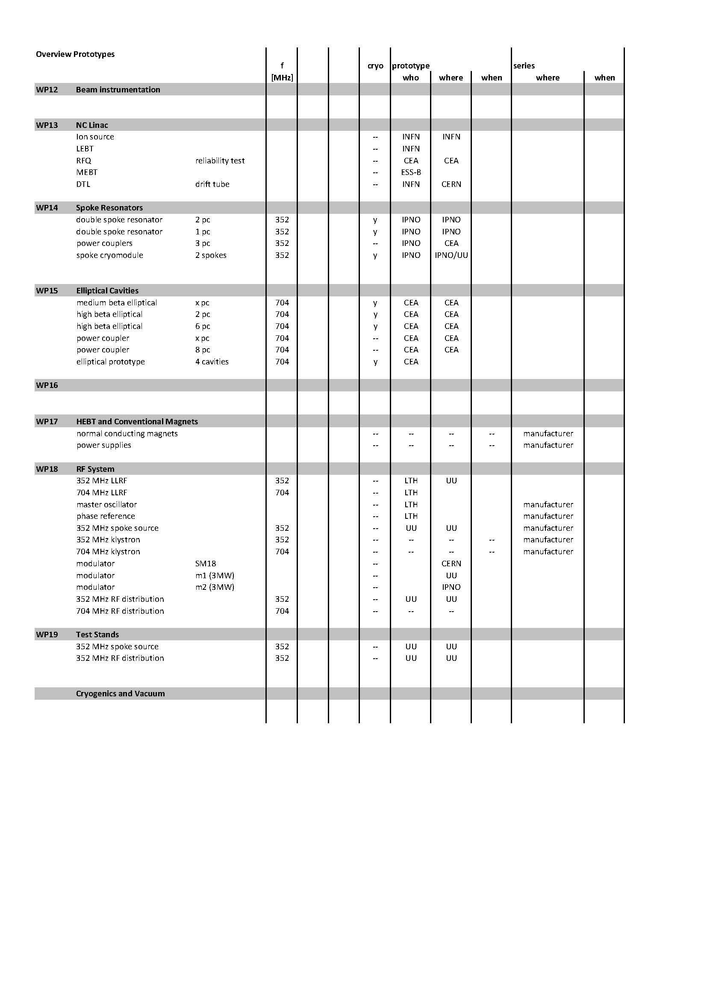 Overview Prototypes
f cryo prototype series
[MHz] who where when where when
WP12 Beam instrumentation
WP13 NC Linac
Ion source -- INFN INFN
LEBT -- INFN
RFQ reliability test -- CEA CEA
MEBT -- ESS-B
DTL drift tube -- INFN CERN
WP14 Spoke Resonators
double spoke resonator 2 pc 352 y IPNO IPNO
double spoke resonator 1 pc 352 y IPNO IPNO
power couplers 3 pc 352 -- IPNO CEA
spoke cryomodule 2 spokes 352 y IPNO IPNO/UU
WP15 Elliptical Cavities
medium beta elliptical x pc 704 y CEA CEA
high beta elliptical 2 pc 704 y CEA CEA
high beta elliptical 6 pc 704 y CEA CEA
power coupler x pc 704 -- CEA CEA
power coupler 8 pc 704 -- CEA CEA
elliptical prototype 4 cavities 704 y CEA
WP16
WP17 HEBT and Conventional Magnets
normal conducting magnets -- -- -- -- manufacturer
power supplies -- -- -- -- manufacturer
WP18 RF System
352 MHz LLRF 352 -- LTH UU
704 MHz LLRF 704 -- LTH
master oscillator -- LTH manufacturer
phase reference -- LTH manufacturer
352 MHz spoke source 352 -- UU UU manufacturer
352 MHz klystron 352 -- -- -- -- manufacturer
704 MHz klystron 704 -- -- -- -- manufacturer
modulator SM18 -- CERN
modulator m1 (3MW) -- UU
modulator m2 (3MW) -- IPNO
352 MHz RF distribution 352 -- UU UU
704 MHz RF distribution 704 -- -- --
WP19 Test Stands
352 MHz spoke source 352 -- UU UU
352 MHz RF distribution 352 -- UU UU
Cryogenics and Vacuum